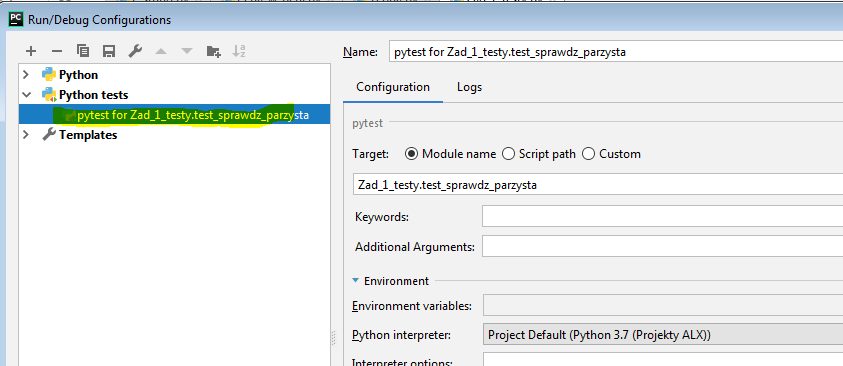 PC Run/Debug Configurations
Name: pytest for Zad_1_testy.test_sprawdz_parzysta
Python
Python tests
pytest for Zad_1_testy.test_sprawdz_parzysta
Templates
Configuration Logs
pytest
Target: Module name Script path Custom
Zad_1_testy.test_sprawdz_parzysta
Keywords:
Additional Arguments:
Environment
Environment variables:
Python interpreter: Project Default (Python 3.7 (Projekty ALX))
Interpreter options: